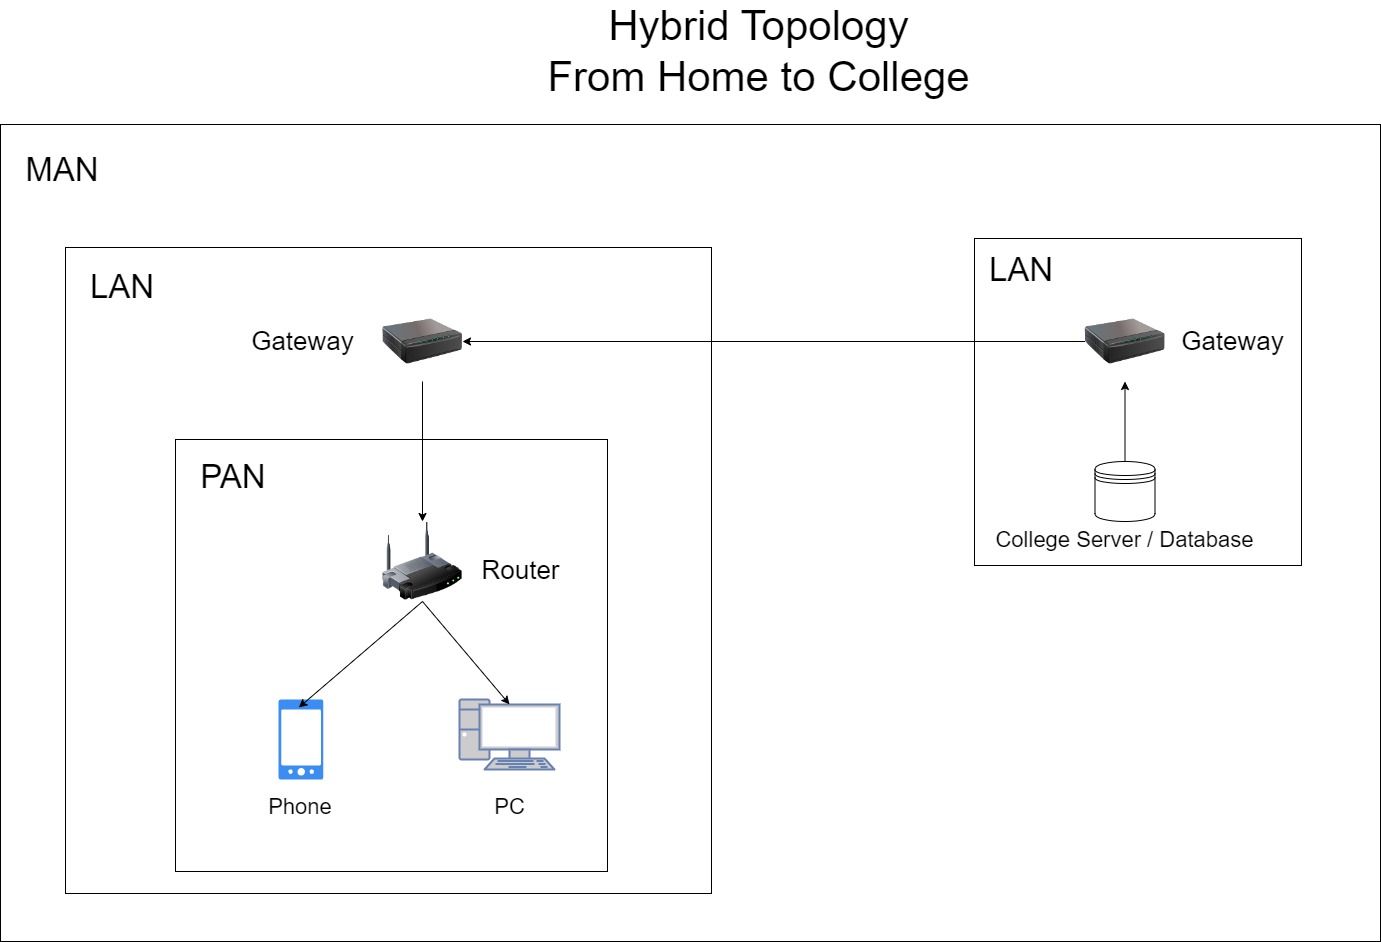 Hybrid Topology
From Home to College
MAN
LAN
Gateway
PAN
Router
Phone
PC
LAN
Gateway
College Server / Database